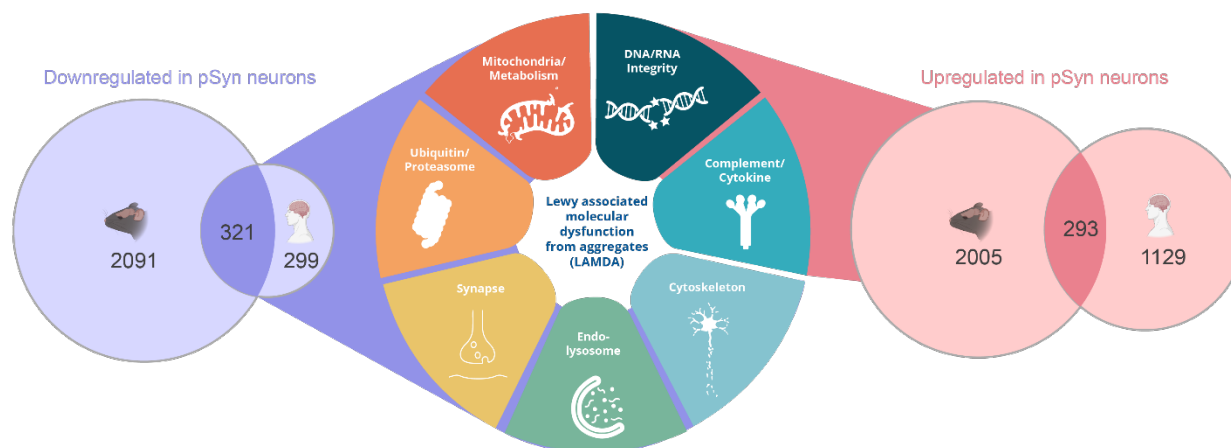 Downregulated in pSyn neurons
2091
321
299
Mitochondria/
Metabolism
DNA/RNA
Integrity
Ubiquitin/
Proteasome
Complement/
Cytokine
Lewy associated
molecular
dysfunction
from aggregates
(LAMDA)
Synapse
Cytoskeleton
Endo-
lysosome
Upregulated in pSyn neurons
2005
293
1129